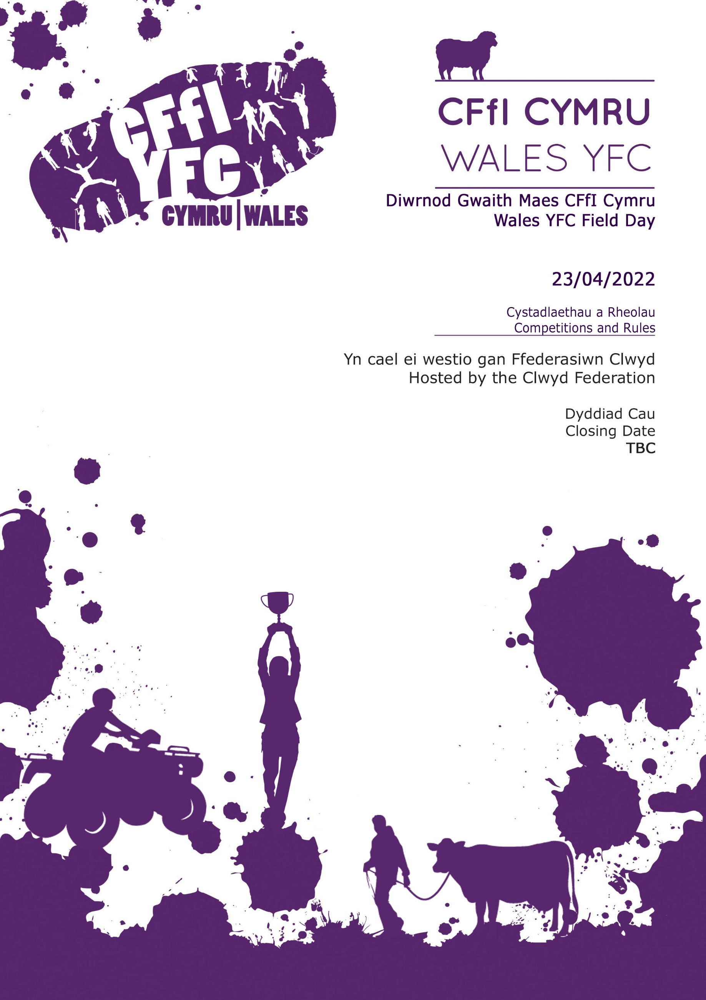 CFfI
YFC
CYMRU | WALES
CFfI CYMRU
WALES YFC
Diwrnod Gwaith Maes CFfI Cymru
Wales YFC Field Day
23/04/2022
Cystadlaethau a Rheolau
Competitions and Rules
Yn cael ei westio gan Ffederasiwn Clwyd
Hosted by the Clwyd Federation
Dyddiad Cau
Closing Date
TBC